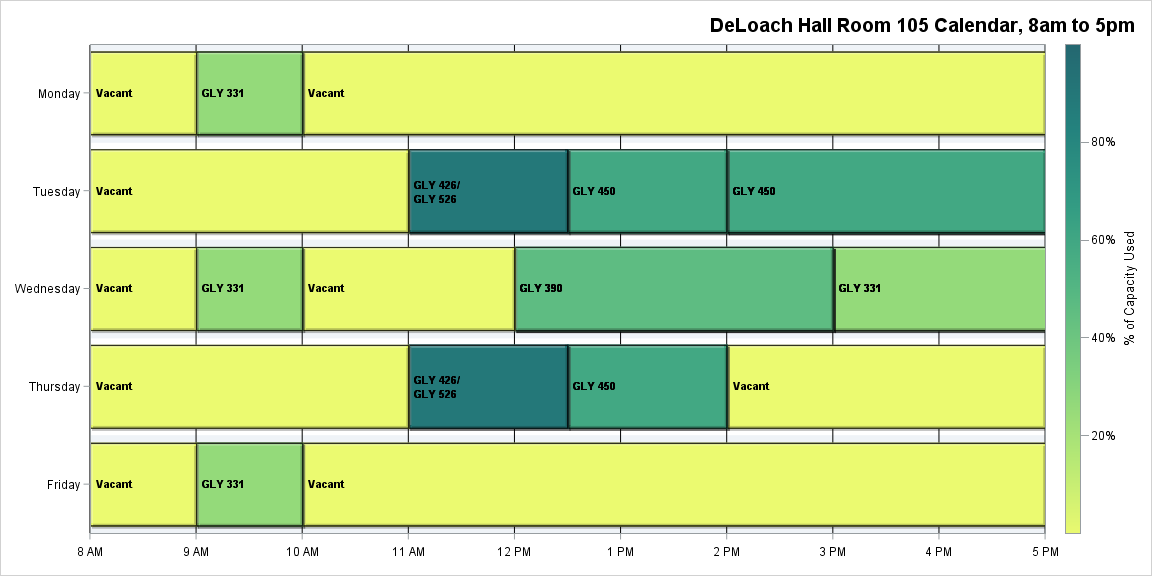 DeLoach Hall Room 105 Calendar, 8am to 5pm
Monday
Vacant
GLY 331
Vacant
Tuesday
Vacant
GLY 426/
GLY 526
GLY 450
GLY 450
Wednesday
Vacant
GLY 331
Vacant
GLY 390
GLY 331
Thursday
Vacant
GLY 426/
GLY 526
GLY 450
Vacant
Friday
Vacant
GLY 331
Vacant
8 AM
9 AM
10 AM
11 AM
12 PM
1 PM
2 PM
3 PM
4 PM
5 PM
80%
60%
40%
20%
% of Capacity Used